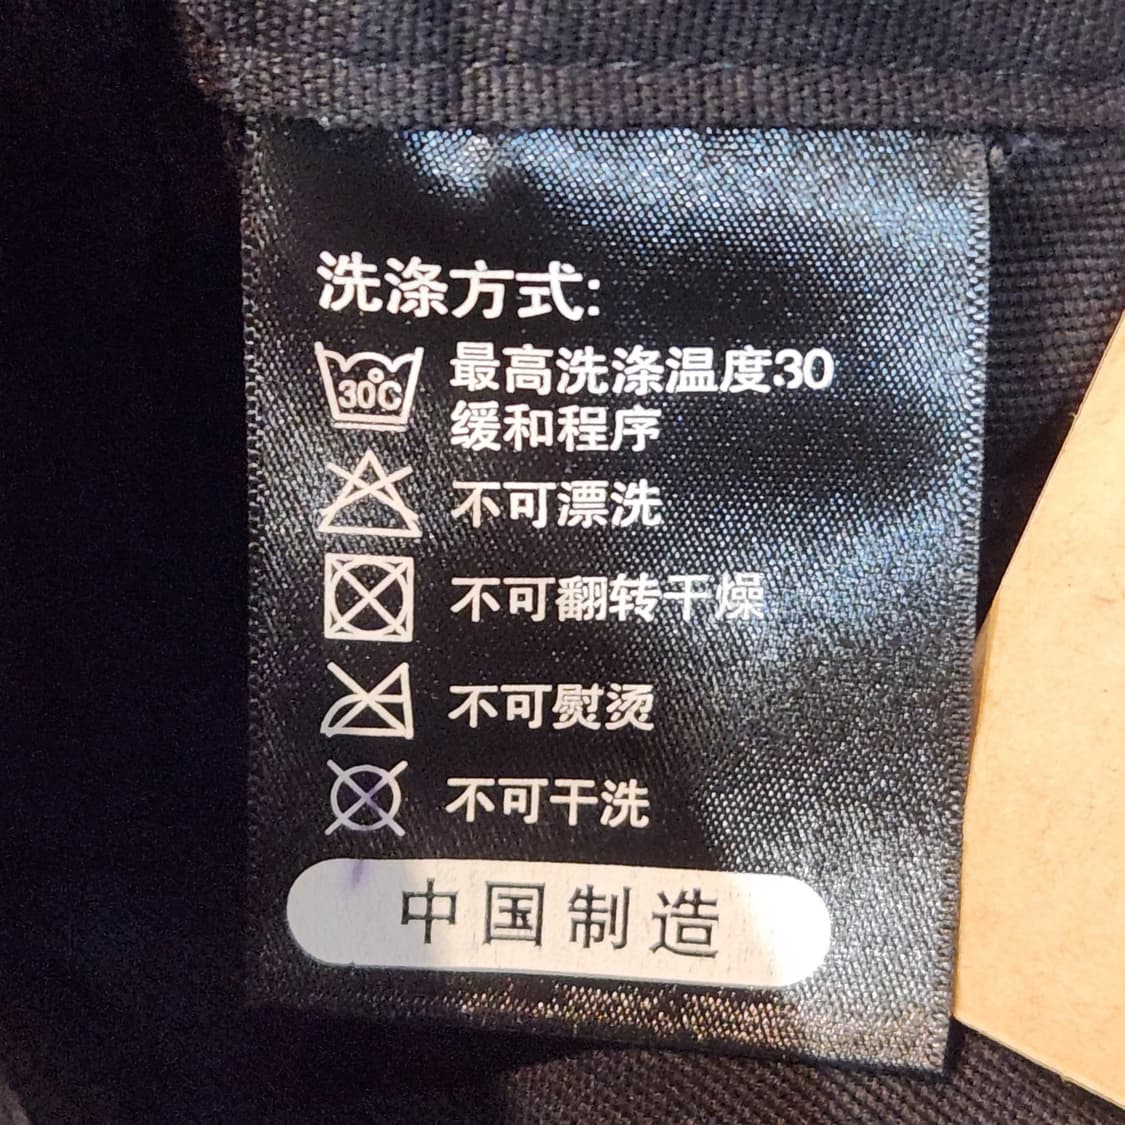 洗涤方式:
30℃ 最高洗涤温度30
缓和程序
不可漂洗
不可翻转干燥
不可熨烫
不可干洗
中国制造